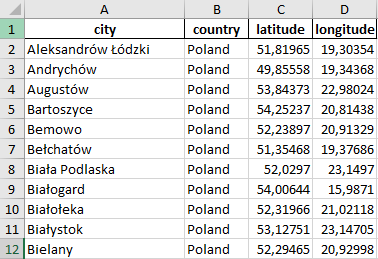 A B C D
1 city country latitude longitude
2 Aleksandrów Łódzki Poland 51,81965 19,30354
3 Andrychów Poland 49,85558 19,34368
4 Augustów Poland 53,84373 22,98024
5 Bartoszyce Poland 54,25237 20,81438
6 Bemowo Poland 52,23897 20,91329
7 Bełchatów Poland 51,35468 19,37686
8 Biała Podlaska Poland 52,0297 23,1497
9 Białogard Poland 54,00644 15,9871
10 Białołeka Poland 52,31966 21,02118
11 Białystok Poland 53,12751 23,14705
12 Bielany Poland 52,29465 20,92998